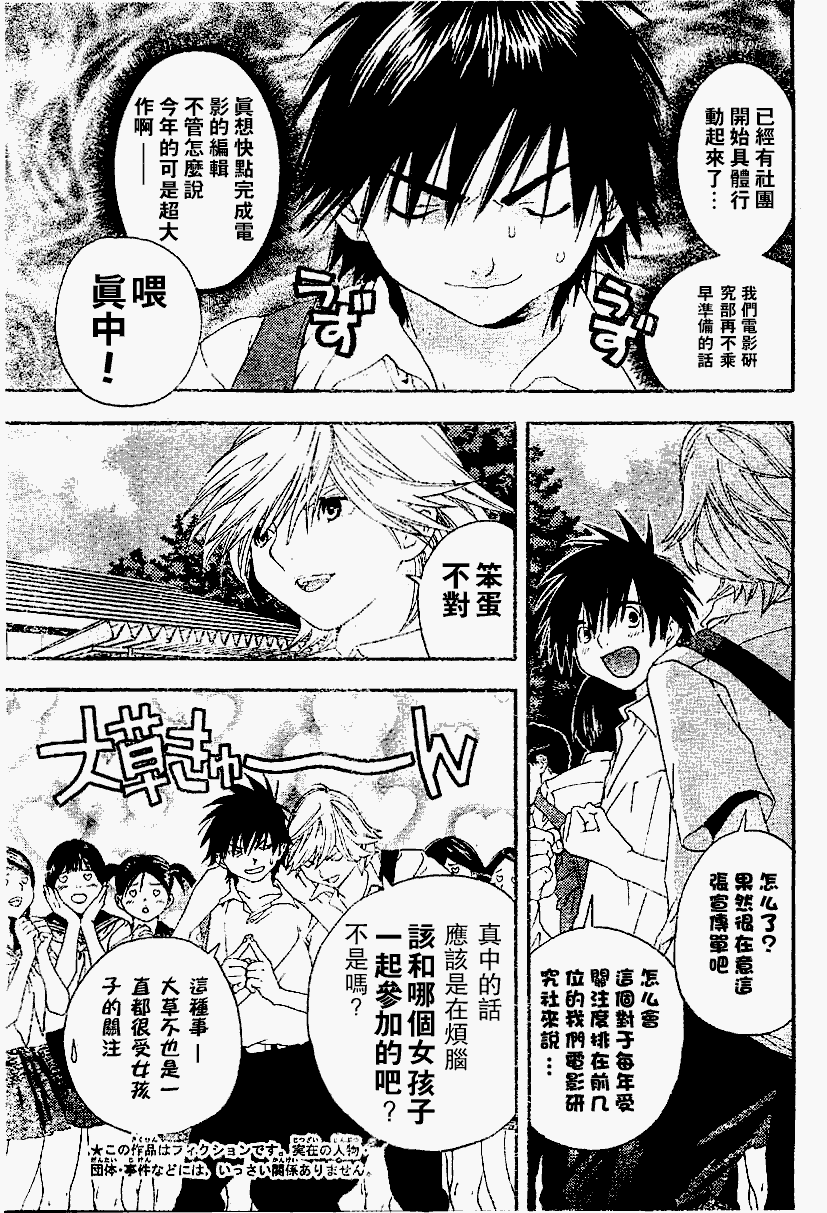 已經有社團
開始具體行
動起來了…
我們電影研
究部再不乘
早準備的話
眞想快點完成電
影的編輯
不管怎麼說
今年的可是超大
作啊——
喂
眞中！
うず
うず
怎么了？
果然很在意這
張宣傳單吧
怎么會
這個對于每年受
關注度排在前几
位的我們電影研
究社來說…
笨蛋
不對
大草きゅ〜〜ん
真中的話
應該是在煩腦
該和哪個女孩子
一起參加的吧？
不是嗎？
這種事—
大草不也是一
直都很受女孩
子的關注
★この作品はフィクションです。実在の人物・
団体・事件などには、いっさい関係ありません。